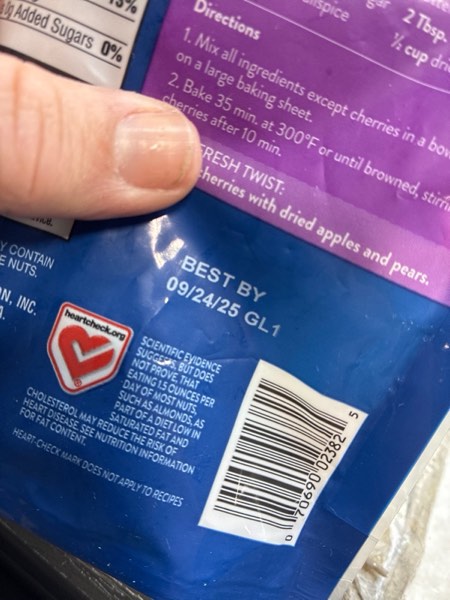 Added Sugars 0%
2 Tbsp.
½ cup
Directions
1. Mix all ingredients except cherries in a
on a large baking sheet.
2. Bake 35 min. at 300°F or until browned,
cherries after 10 min.
FRESH TWIST:
cherries with dried apples and pears.
CONTAIN
NUTS.
INC.
BEST BY
09/24/25 GL1
heartcheck.org
SCIENTIFIC EVIDENCE
SUGGESTS, BUT DOES
NOT PROVE, THAT
EATING 1.5 OUNCES PER
DAY OF MOST NUTS,
SUCH AS ALMONDS, AS
PART OF A DIET LOW IN
SATURATED FAT AND
CHOLESTEROL MAY REDUCE THE RISK OF
HEART DISEASE. SEE NUTRITION INFORMATION
FOR FAT CONTENT.
HEART-CHECK MARK DOES NOT APPLY TO RECIPES
0 70690 02382 5